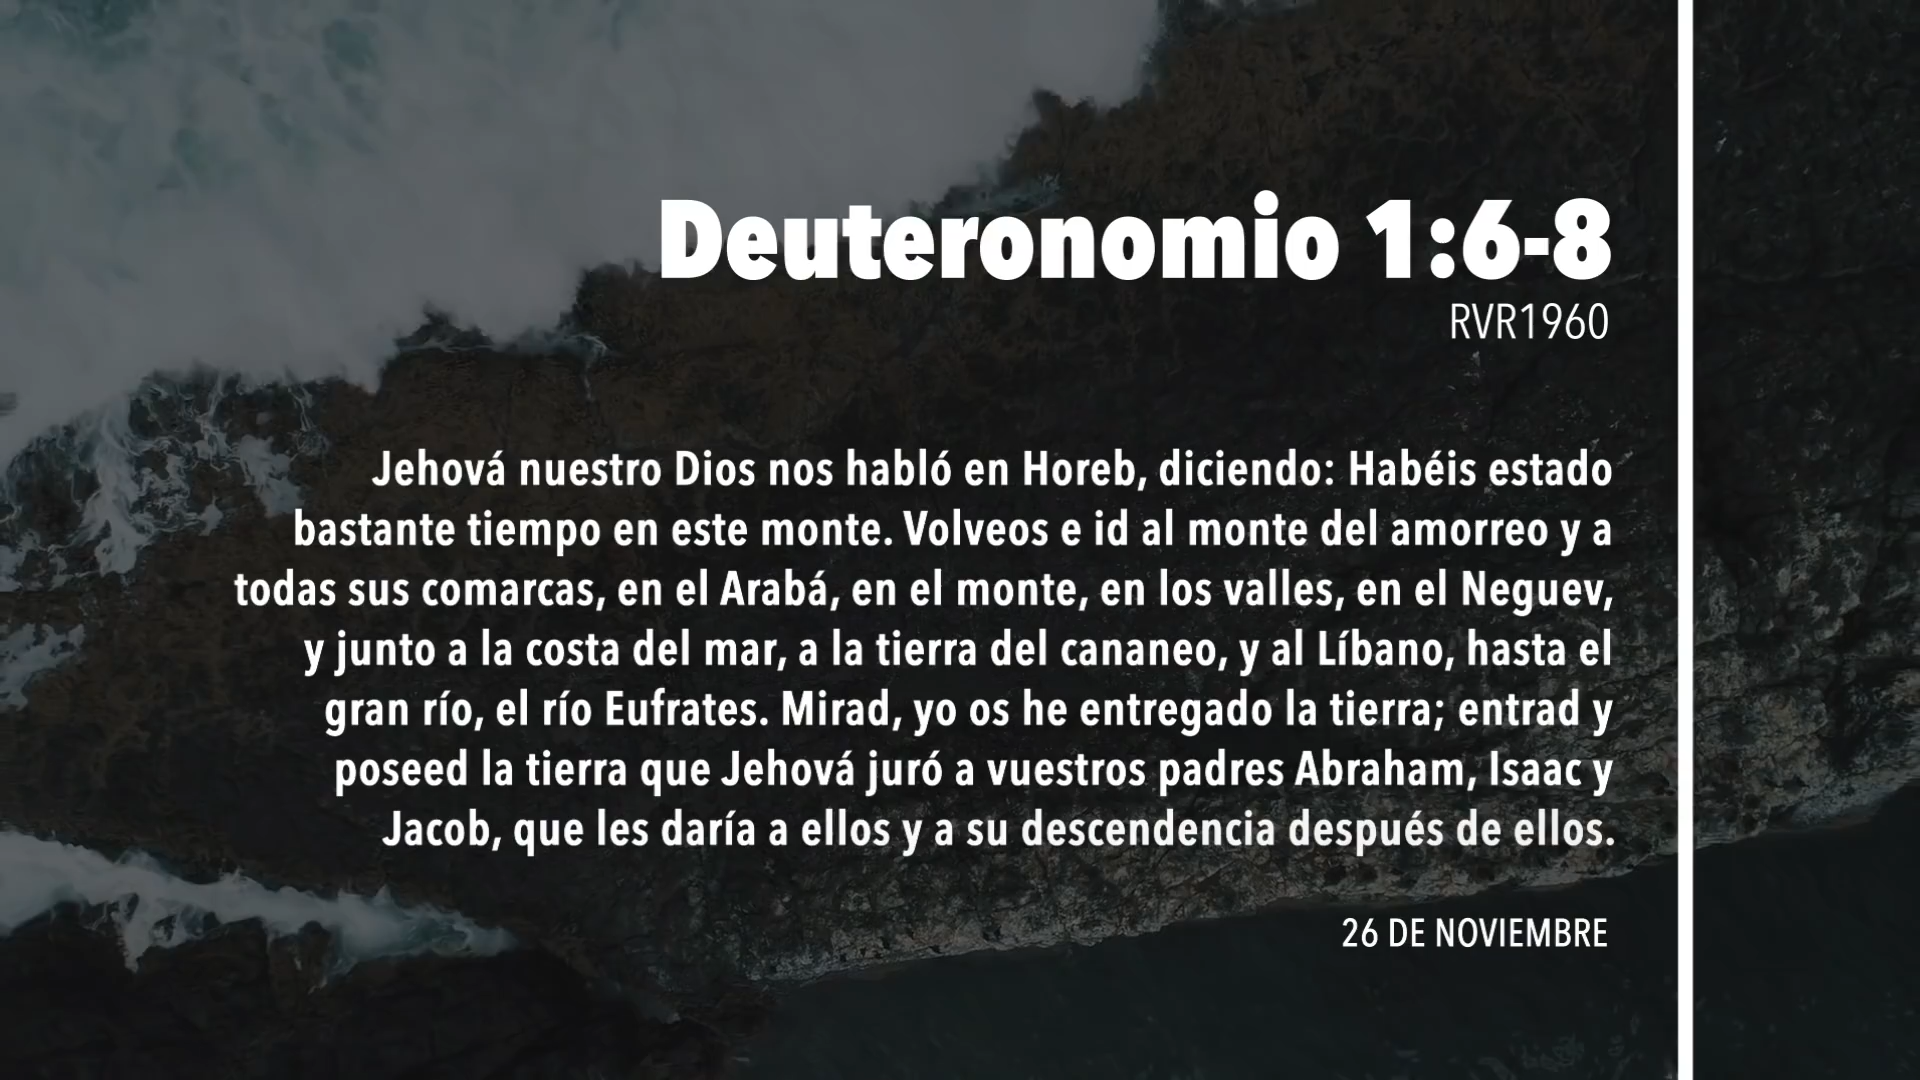 Deuteronomio 1:6-8
RVR1960
Jehová nuestro Dios nos habló en Horeb, diciendo: Habéis estado
bastante tiempo en este monte. Volveos e id al monte del amorreo y a
todas sus comarcas, en el Arabá, en el monte, en los valles, en el Neguev,
y junto a la costa del mar, a la tierra del cananeo, y al Líbano, hasta el
gran río, el río Eufrates. Mirad, yo os he entregado la tierra; entrad y
poseed la tierra que Jehová juró a vuestros padres Abraham, Isaac y
Jacob, que les daría a ellos y a su descendencia después de ellos.
26 DE NOVIEMBRE